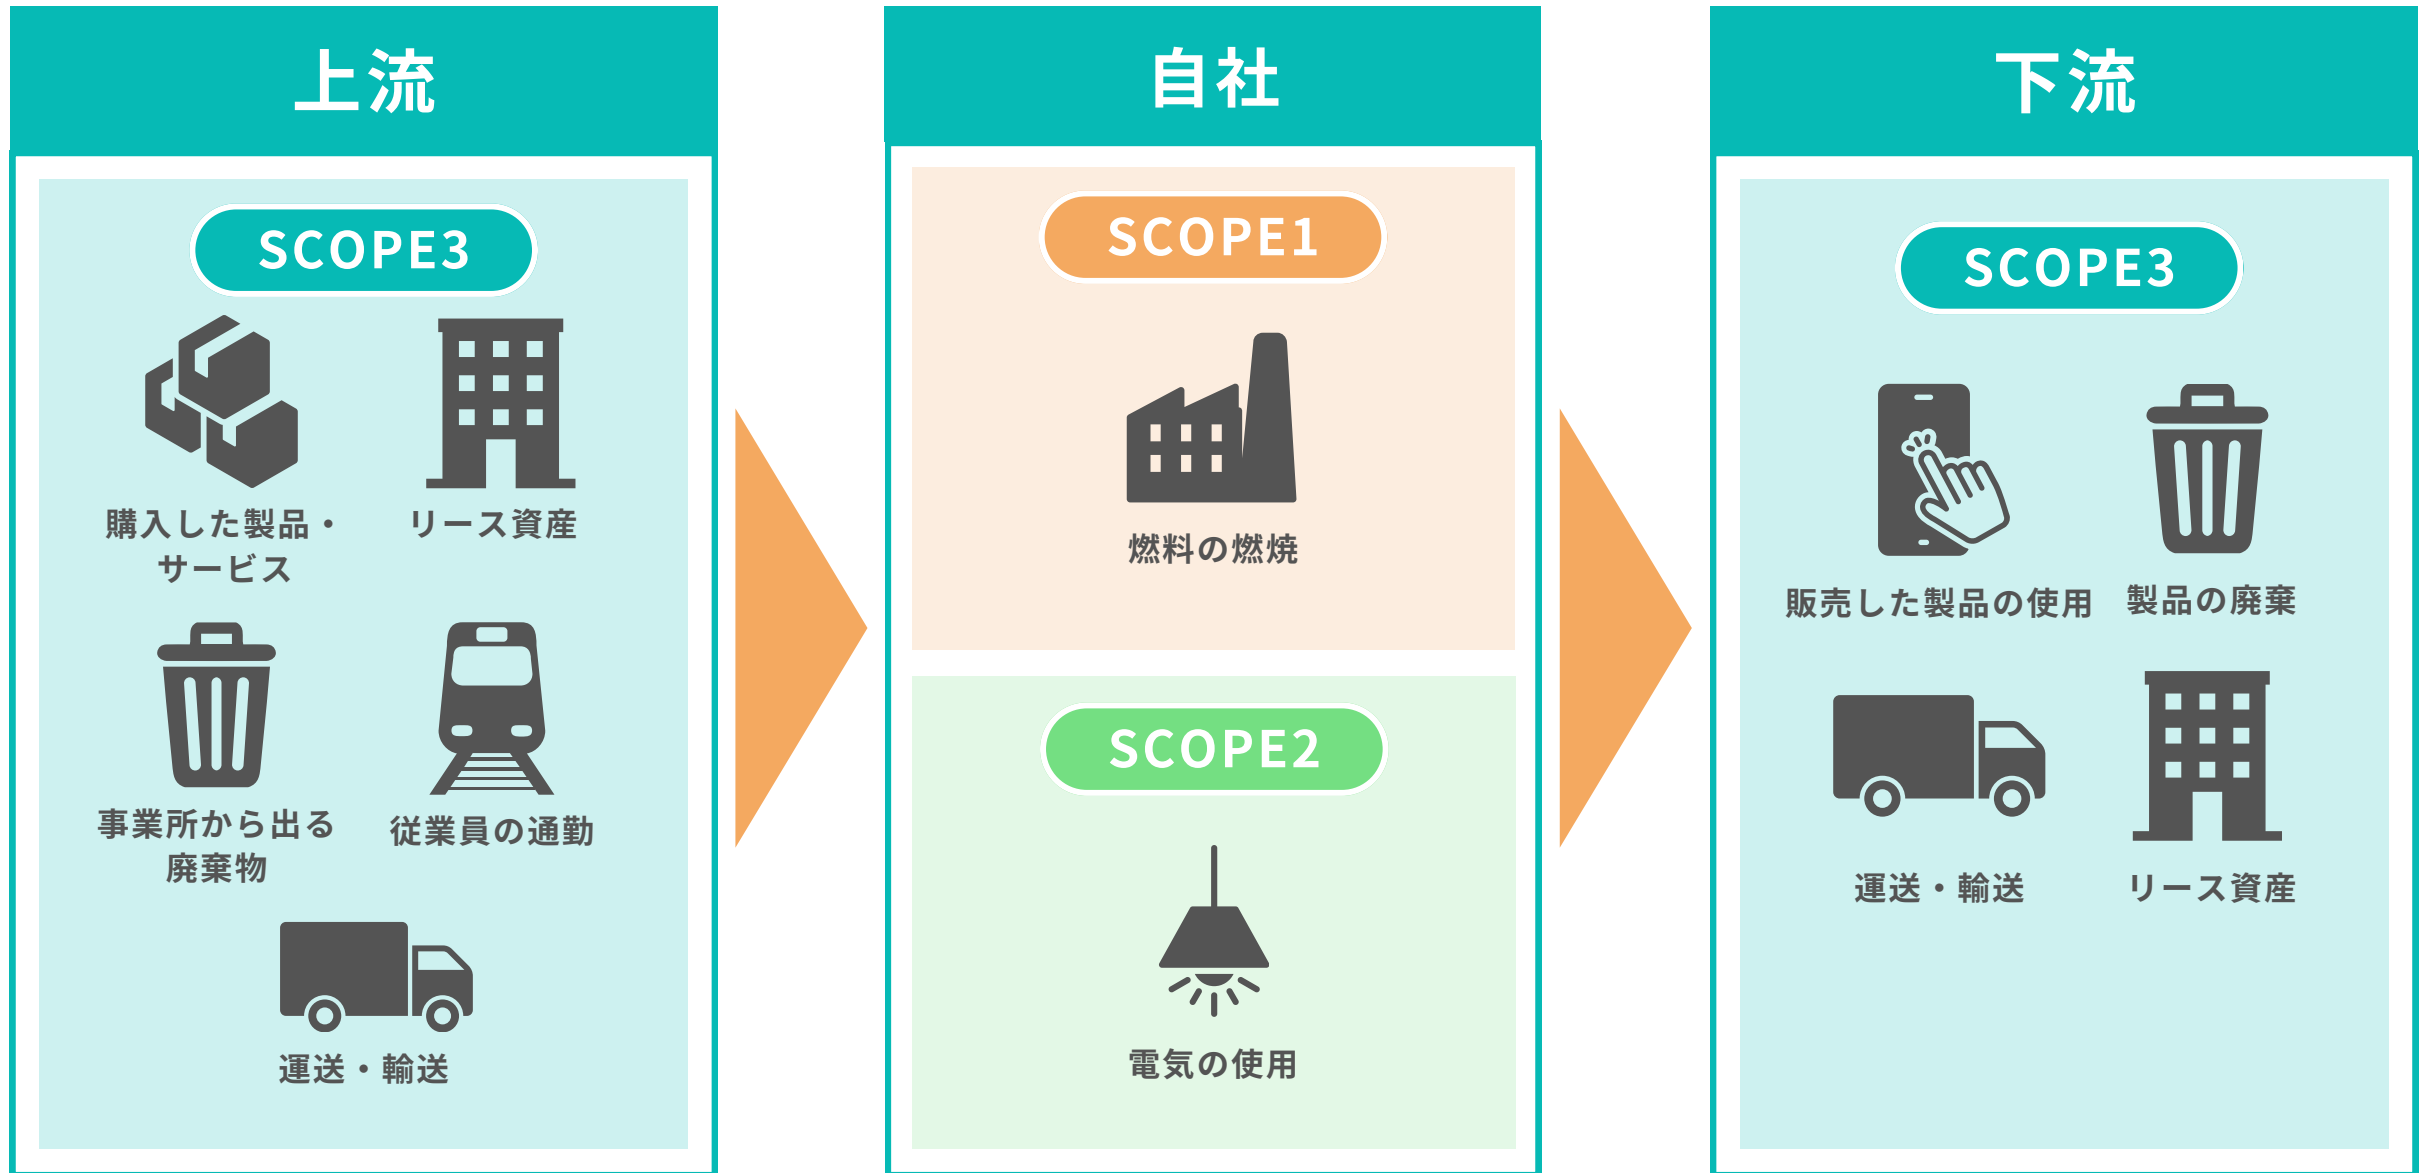 上流
SCOPE3
購入した製品・
サービス
リース資産
事業所から出る
廃棄物
従業員の通勤
運送・輸送
自社
SCOPE1
燃料の燃焼
SCOPE2
電気の使用
下流
SCOPE3
販売した製品の使用
製品の廃棄
運送・輸送
リース資産